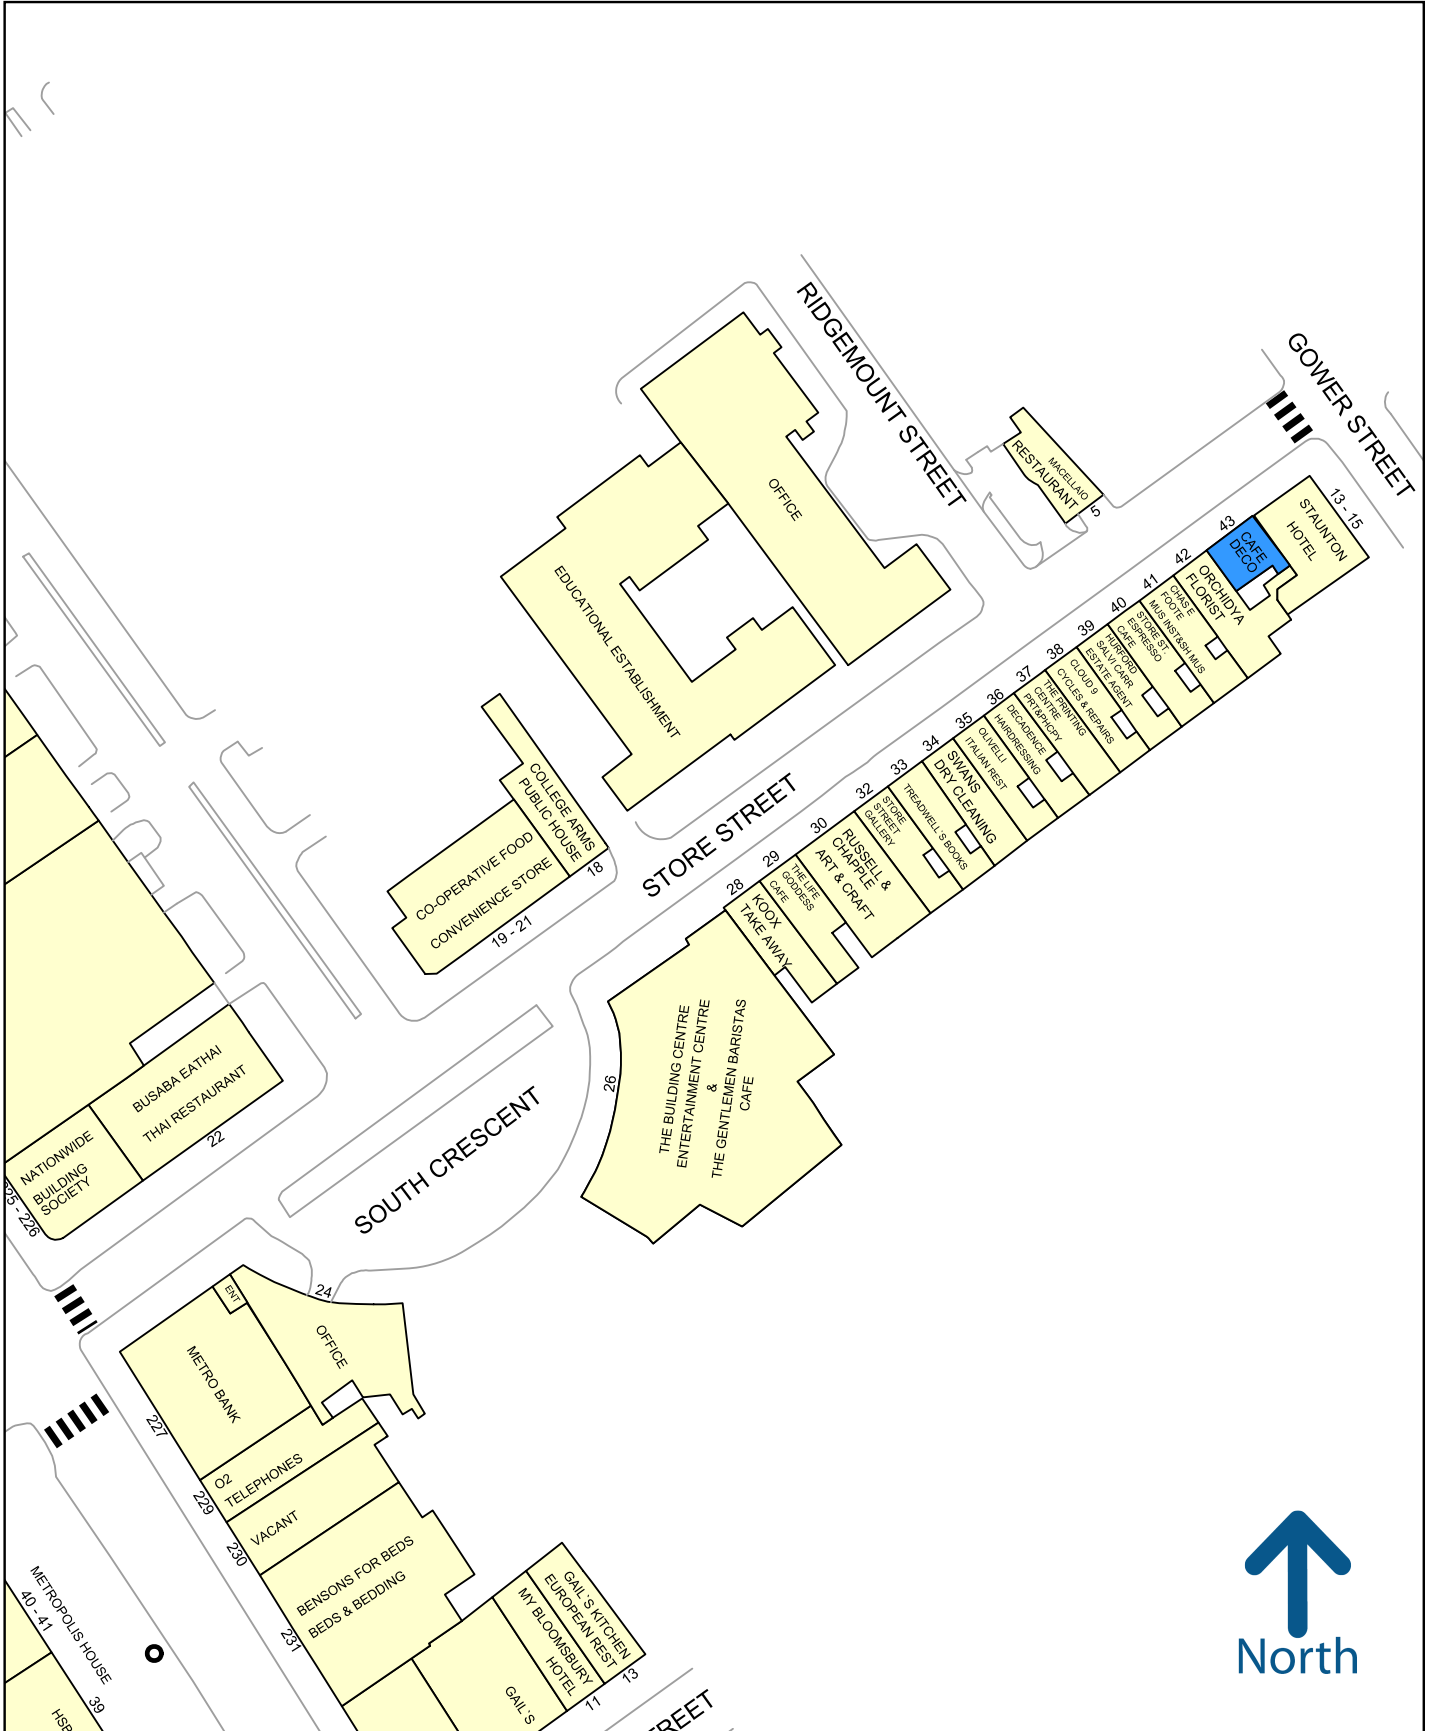 RIDGEMOUNT STREET
GOWER STREET
MACELLAIO
RESTAURANT
5
OFFICE
13 - 15
STAUNTON
HOTEL
43
CAFE
DECO
42
ORCHIDYA
FLORIST
41
CHAS E
FOOTE
MUS INST&SH MUS
40
STORE ST.
ESPRESSO
CAFE
39
HURFORD
SALVI CARR
ESTATE AGENT
38
CLOUD 9
CYCLES & REPAIRS
37
THE PRINTING
CENTRE
PRT&PHCPY
36
DECADENCE
HAIRDRESSING
35
OLIVELLI
ITALIAN REST
34
SWANS
DRY CLEANING
33
TREADWELL`S BOOKS
32
STORE
STREET
GALLERY
30
RUSSELL &
CHAPPLE
ART & CRAFT
29
THE LIFE
GODDESS
CAFE
28
KOOX
TAKE AWAY
EDUCATIONAL ESTABLISHMENT
COLLEGE ARMS
PUBLIC HOUSE
18
CO-OPERATIVE FOOD
CONVENIENCE STORE
19 - 21
STORE STREET
26
THE BUILDING CENTRE
ENTERTAINMENT CENTRE
&
THE GENTLEMEN BARISTAS
CAFE
SOUTH CRESCENT
BUSABA EATHAI
THAI RESTAURANT
22
NATIONWIDE
BUILDING
SOCIETY
25 - 226
24
OFFICE
ENT
METRO BANK
227
O2
TELEPHONES
229
VACANT
230
BENSONS FOR BEDS
BEDS & BEDDING
231
GAIL`S KITCHEN
EUROPEAN REST
13
MY BLOOMSBURY
HOTEL
11
GAIL`S
REET
METROPOLIS HOUSE
40 - 41
39
HSB
North